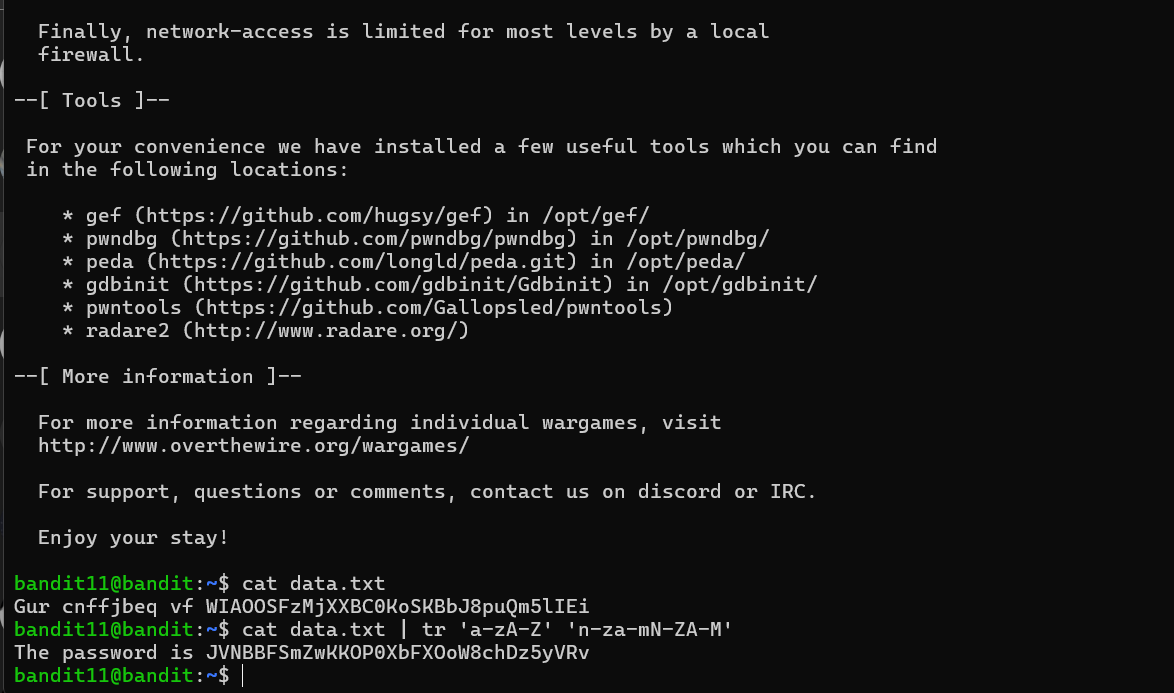 Finally, network-access is limited for most levels by a local
firewall.
--[ Tools ]--
For your convenience we have installed a few useful tools which you can find
in the following locations:
* gef (https://github.com/hugsy/gef) in /opt/gef/
* pwndbg (https://github.com/pwndbg/pwndbg) in /opt/pwndbg/
* peda (https://github.com/longld/peda.git) in /opt/peda/
* gdbinit (https://github.com/gdbinit/Gdbinit) in /opt/gdbinit/
* pwntools (https://github.com/Gallopsled/pwntools)
* radare2 (http://www.radare.org/)
--[ More information ]--
For more information regarding individual wargames, visit
http://www.overthewire.org/wargames/
For support, questions or comments, contact us on discord or IRC.
Enjoy your stay!
bandit11@bandit:~$ cat data.txt
Gur cnffjbeq vf WIAOOSFzMjXXBC0KoSKBbJ8puQm5lIEi
bandit11@bandit:~$ cat data.txt | tr 'a-zA-Z' 'n-za-mN-ZA-M'
The password is JVNBBFSmZwKKOP0XbFXOoW8chDz5yVRv
bandit11@bandit:~$